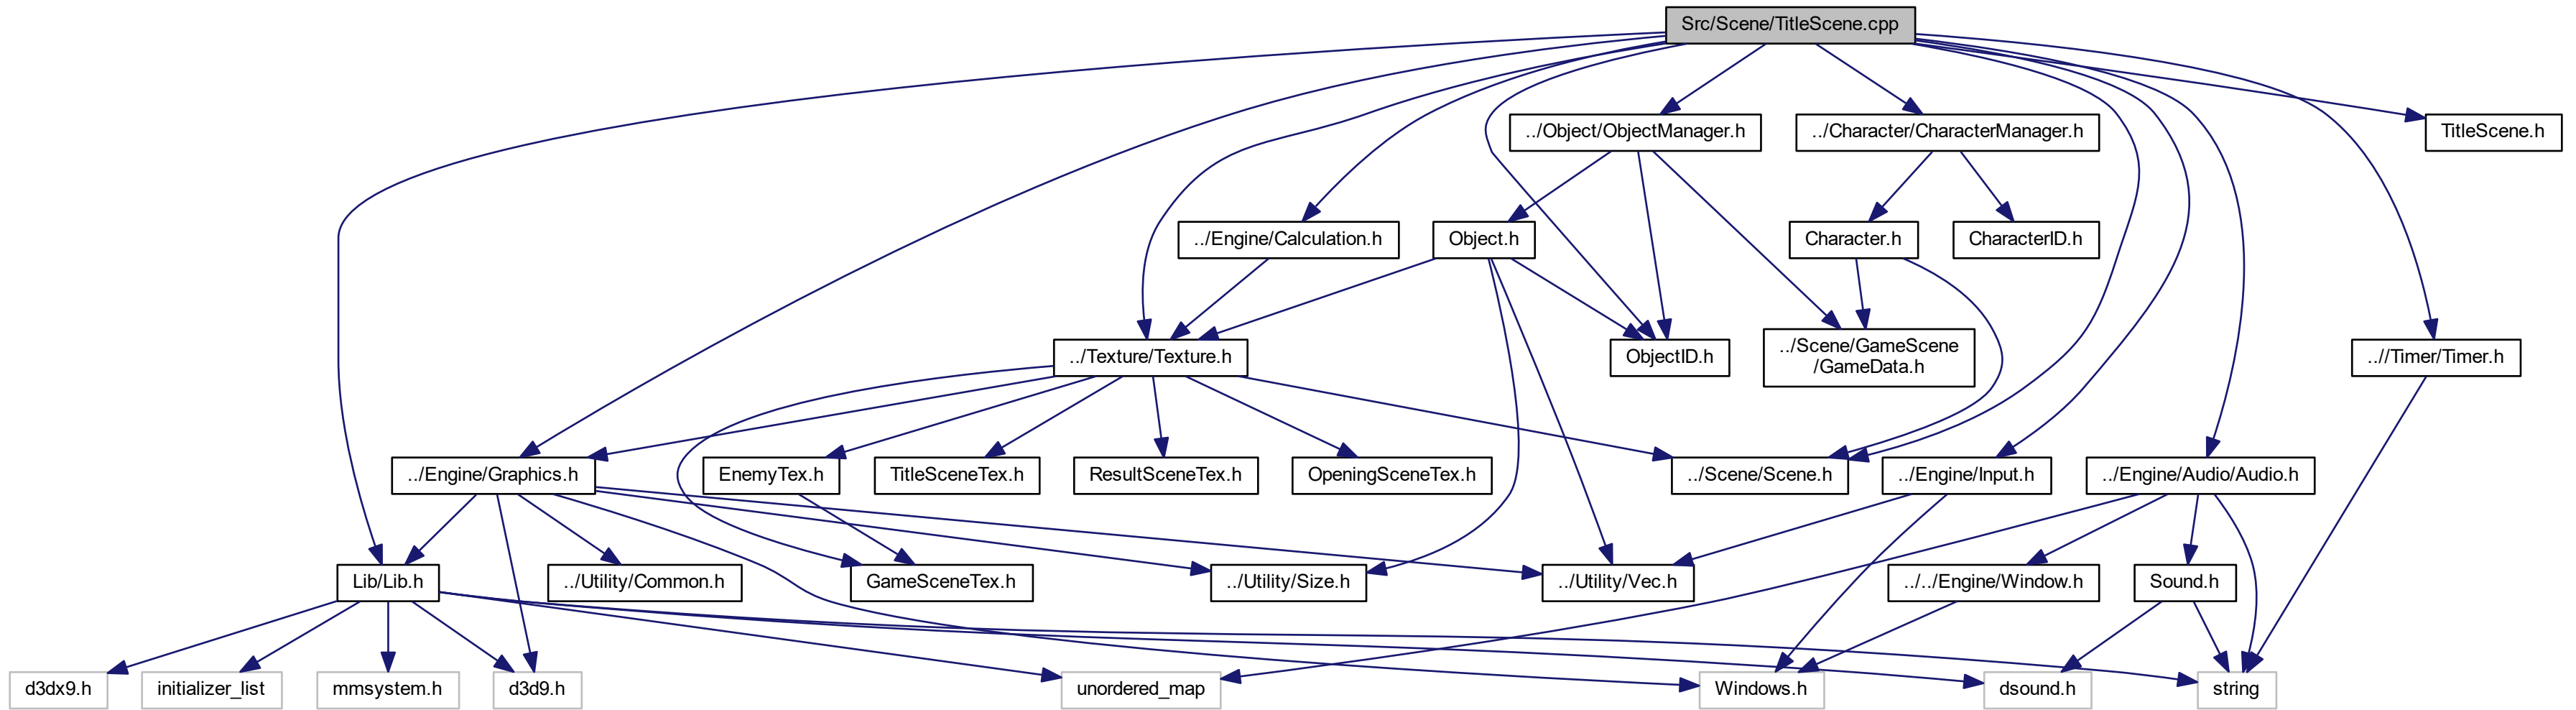 Src/Scene/TitleScene.cpp
../Object/ObjectManager.h
../Character/CharacterManager.h
TitleScene.h
../Engine/Calculation.h
Object.h
Character.h
CharacterID.h
../Texture/Texture.h
ObjectID.h
../Scene/GameScene
/GameData.h
..//Timer/Timer.h
../Engine/Graphics.h
EnemyTex.h
TitleSceneTex.h
ResultSceneTex.h
OpeningSceneTex.h
../Scene/Scene.h
../Engine/Input.h
../Engine/Audio/Audio.h
Lib/Lib.h
../Utility/Common.h
GameSceneTex.h
../Utility/Size.h
../Utility/Vec.h
../../Engine/Window.h
Sound.h
d3dx9.h
initializer_list
mmsystem.h
d3d9.h
unordered_map
Windows.h
dsound.h
string